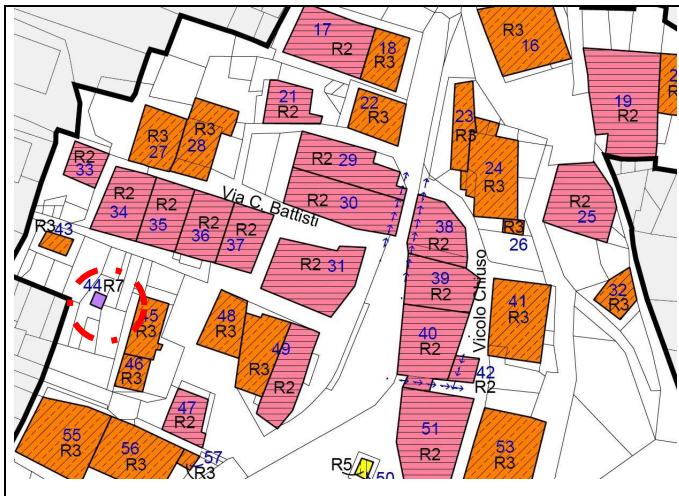 17
R2
18
R3
R3
16
19
R2
21
R2
22
R3
23
R3
24
R3
R3
27
R3
28
29
R2
R2
30
R2
33
R2
34
R2
35
R2
36
R2
37
Via C. Battisti
R2
25
R3
26
38
R2
R3
43
R2
31
39
R2
Vicolo Chiuso
41
R3
32
R3
44
R7
45
R3
48
R3
R3
49
R2
40
R2
42
R2
46
R3
47
R2
51
R2
53
R3
55
R3
56
R3
57
R3
R5
50